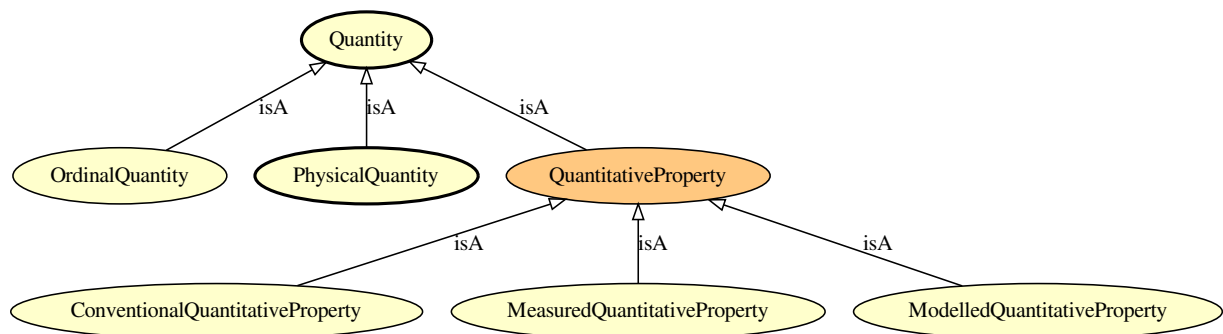 Quantity
isA isA isA
OrdinalQuantity PhysicalQuantity QuantitativeProperty
isA isA isA
ConventionalQuantitativeProperty MeasuredQuantitativeProperty ModelledQuantitativeProperty